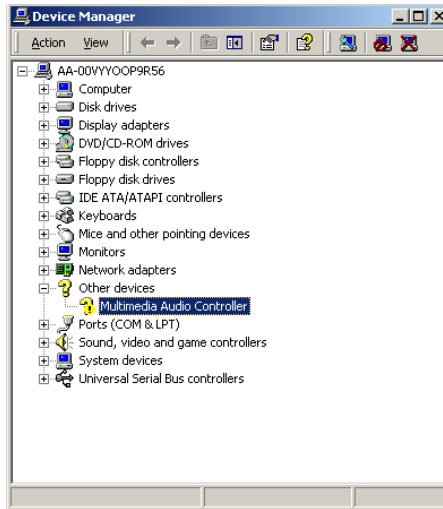 Device Manager
Action View
AA-00VYYOOP9R56
Computer
Disk drives
Display adapters
DVD/CD-ROM drives
Floppy disk controllers
Floppy disk drives
IDE ATA/ATAPI controllers
Keyboards
Mice and other pointing devices
Monitors
Network adapters
Other devices
Multimedia Audio Controller
Ports (COM & LPT)
Sound, video and game controllers
System devices
Universal Serial Bus controllers